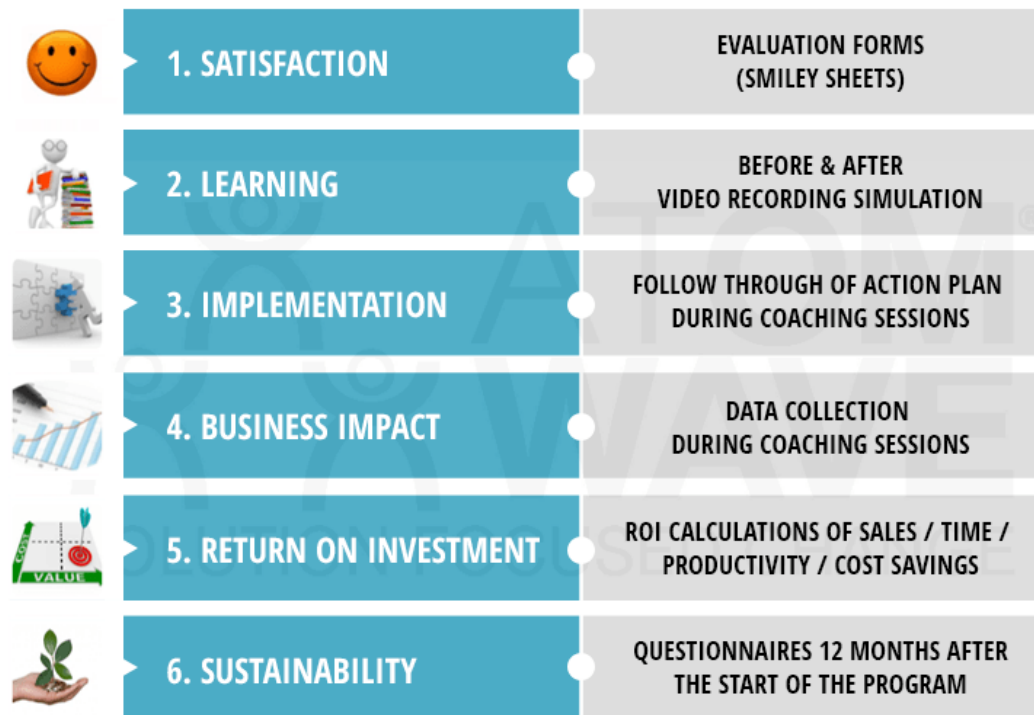 1. SATISFACTION
EVALUATION FORMS
(SMILEY SHEETS)
2. LEARNING
BEFORE & AFTER
VIDEO RECORDING SIMULATION
3. IMPLEMENTATION
FOLLOW THROUGH OF ACTION PLAN
DURING COACHING SESSIONS
4. BUSINESS IMPACT
DATA COLLECTION
DURING COACHING SESSIONS
COST
VALUE
5. RETURN ON INVESTMENT
ROI CALCULATIONS OF SALES / TIME /
PRODUCTIVITY / COST SAVINGS
6. SUSTAINABILITY
QUESTIONNAIRES 12 MONTHS AFTER
THE START OF THE PROGRAM
ATOM
WAVE